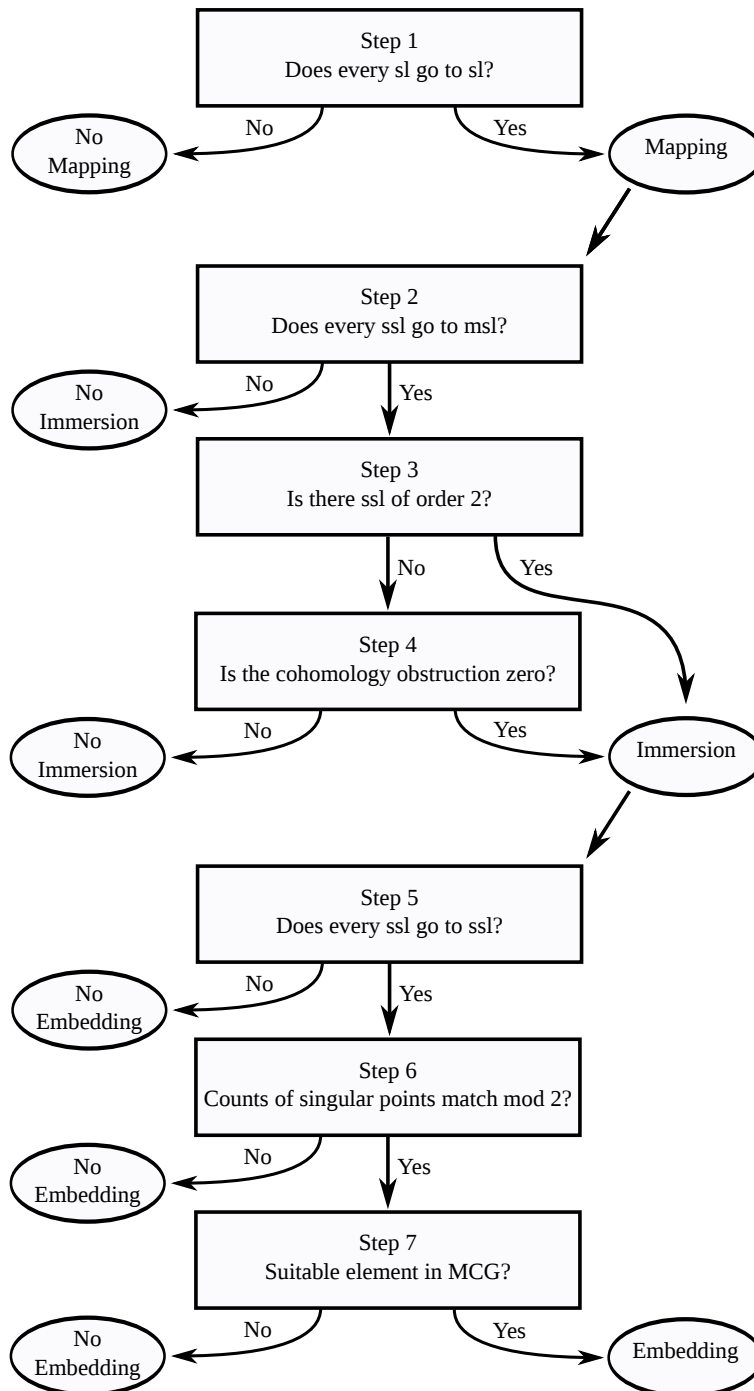 Step 1
Does every sl go to sl?
No
Yes
No
Mapping
Mapping
Step 2
Does every ssl go to msl?
No
Yes
No
Immersion
Step 3
Is there ssl of order 2?
No
Yes
Step 4
Is the cohomology obstruction zero?
No
Yes
No
Immersion
Immersion
Step 5
Does every ssl go to ssl?
No
Yes
No
Embedding
Step 6
Counts of singular points match mod 2?
No
Yes
No
Embedding
Step 7
Suitable element in MCG?
No
Yes
No
Embedding
Embedding